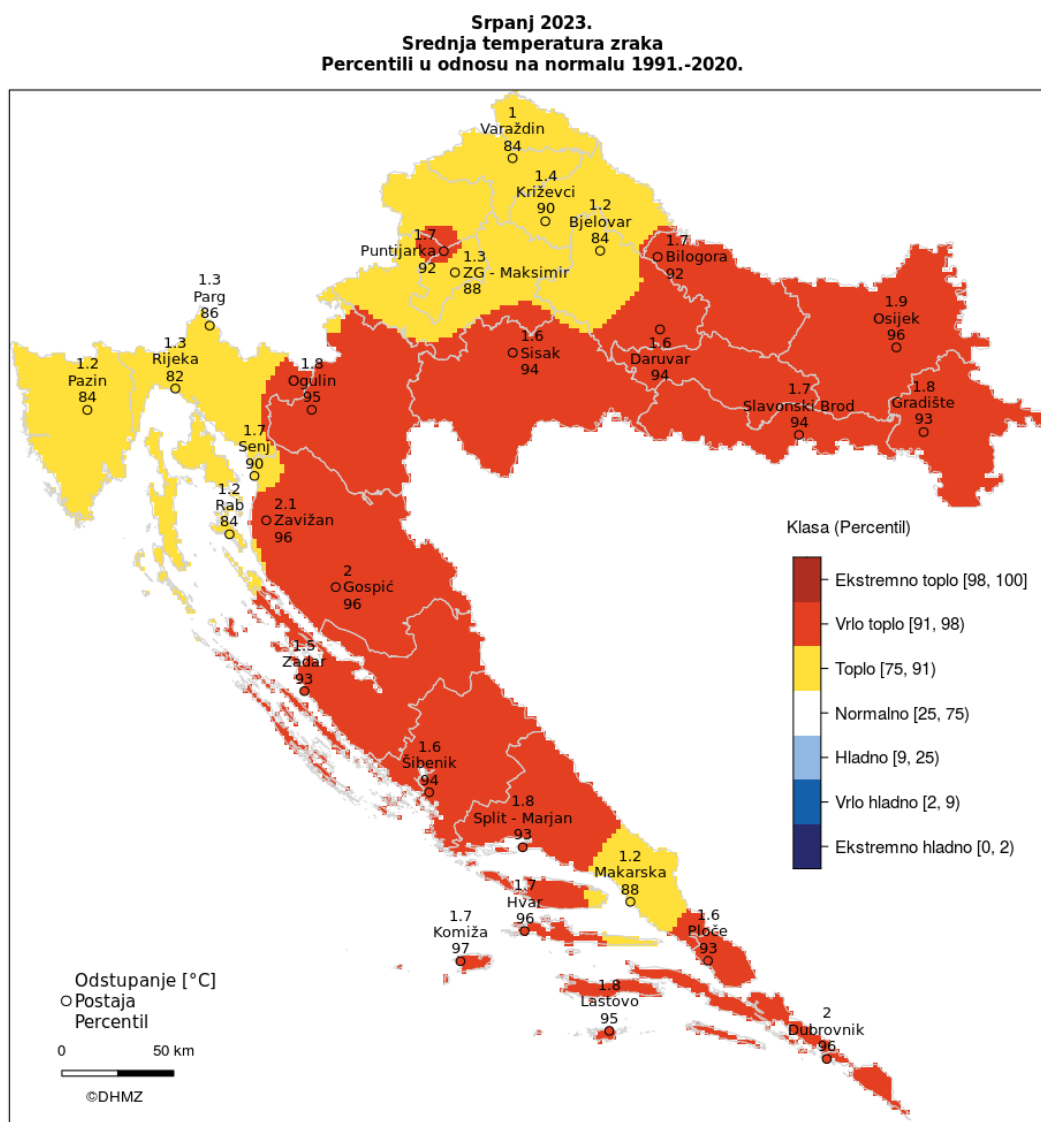 Srpanj 2023.
Srednja temperatura zraka
Percentili u odnosu na normalu 1991.-2020.
1
Varaždin
84
1.4
Križevci
90
1.2
Bjelovar
84
1.7
Puntijarka
92
1.3
ZG - Maksimir
88
1.7
Bilogora
92
1.3
Parg
86
1.9
Osijek
96
1.2
Pazin
84
1.3
Rijeka
82
1.8
Ogulin
95
1.6
Sisak
94
1.6
Daruvar
94
1.7
Slavonski Brod
94
1.8
Gradište
93
1.7
Senj
90
1.2
Rab
84
2.1
Zavižan
96
2
Gospić
96
1.5
Zadar
93
1.6
Šibenik
94
1.8
Split - Marjan
93
1.2
Makarska
88
1.7
Hvar
96
1.7
Komiža
97
1.6
Ploče
93
1.8
Lastovo
95
2
Dubrovnik
96
Klasa (Percentil)
Ekstremno toplo [98, 100]
Vrlo toplo [91, 98)
Toplo [75, 91)
Normalno [25, 75)
Hladno [9, 25)
Vrlo hladno [2, 9)
Ekstremno hladno [0, 2)
Odstupanje [°C]
Postaja
Percentil
0 50 km
©DHMZ